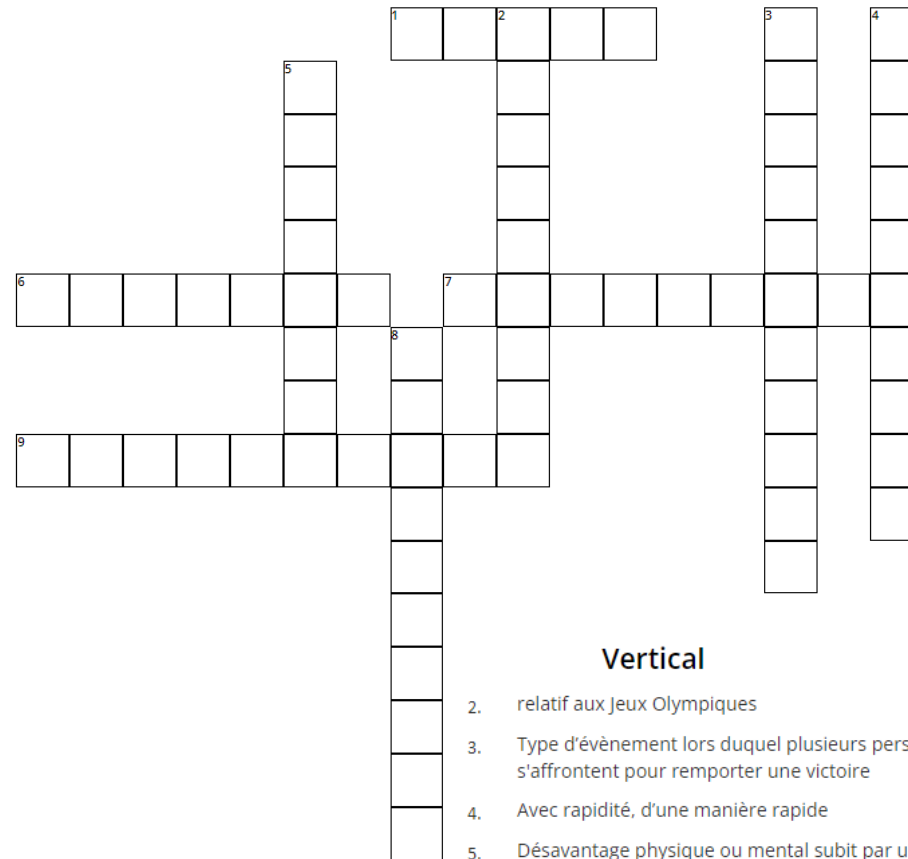 1 2 3 4
5
6 7
8
9
Vertical
2. relatif aux Jeux Olympiques
3. Type d’évènement lors duquel plusieurs pers
s'affrontent pour remporter une victoire
4. Avec rapidité, d’une manière rapide
5. Désavantage physique ou mental subit par u